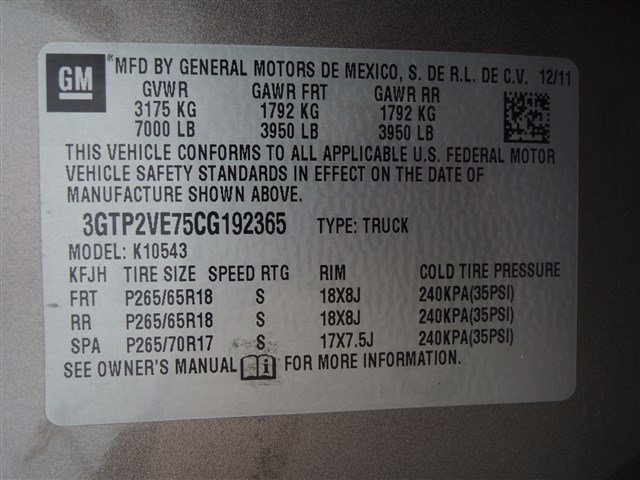 GM ® MFD BY GENERAL MOTORS DE MEXICO, S. DE R.L. DE C.V. 12/11
GVWR GAWR FRT GAWR RR
3175 KG 1792 KG 1792 KG
7000 LB 3950 LB 3950 LB
THIS VEHICLE CONFORMS TO ALL APPLICABLE U.S. FEDERAL MOTOR
VEHICLE SAFETY STANDARDS IN EFFECT ON THE DATE OF
MANUFACTURE SHOWN ABOVE.
3GTP2VE75CG192365 TYPE: TRUCK
MODEL: K10543
KFJH TIRE SIZE SPEED RTG RIM COLD TIRE PRESSURE
FRT P265/65R18 S 18X8J 240KPA(35PSI)
RR P265/65R18 S 18X8J 240KPA(35PSI)
SPA P265/70R17 S 17X7.5J 240KPA(35PSI)
SEE OWNER'S MANUAL FOR MORE INFORMATION.